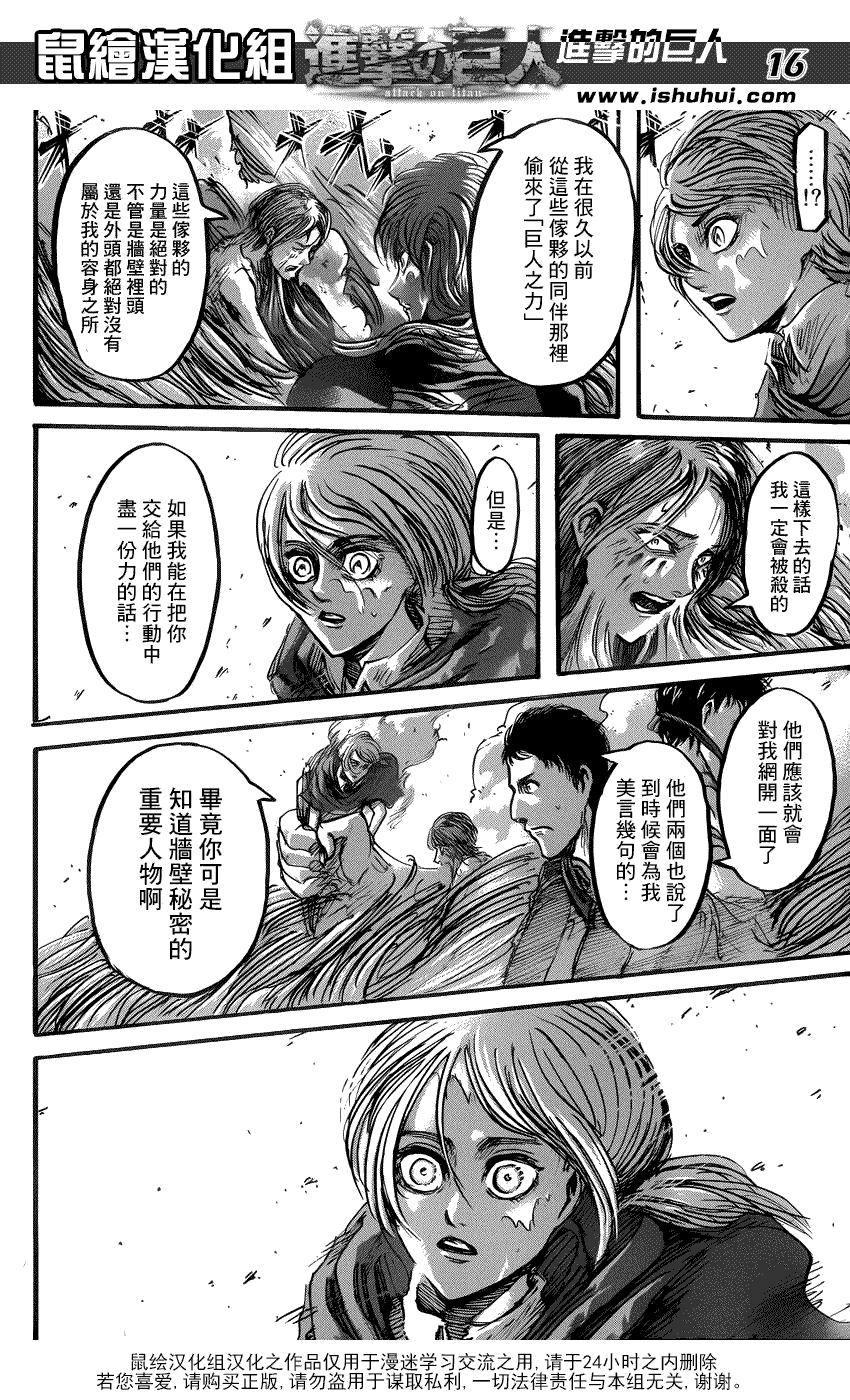 鼠繪漢化組
進撃の巨人
attack on titan
進擊的巨人
www.ishuhui.com
16
……!?
我在很久以前
從這些傢夥的同伴那裡
偷來了「巨人之力」
這些傢夥的
力量是絕對的
不管是牆壁裡頭
還是外頭都絕對沒有
屬於我的容身之所
這樣下去的話
我一定會被殺的
但是…
如果我能在把你
交給他們的行動中
盡一份力的話…
他們應該就會
對我網開一面了
他們兩個也說了
到時候會為我
美言幾句的…
畢竟你可是
知道牆壁秘密的
重要人物啊
鼠绘汉化组汉化之作品仅用于漫迷学习交流之用, 请于24小时之内删除
若您喜爱, 请购买正版, 请勿盗用于谋取私利, 一切法律责任与本组无关, 谢谢。